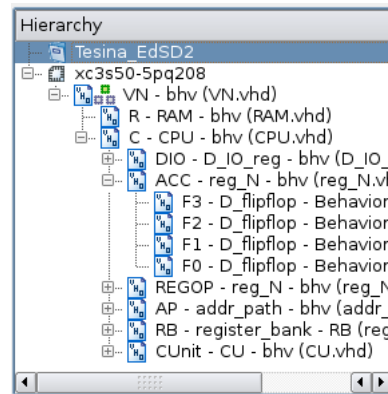 Hierarchy
Tesina_EdSD2
xc3s50-5pq208
VN - bhv (VN.vhd)
R - RAM - bhv (RAM.vhd)
C - CPU - bhv (CPU.vhd)
DIO - D_IO_reg - bhv (D_IO_
ACC - reg_N - bhv (reg_N.vl
F3 - D_flipflop - Behavior
F2 - D_flipflop - Behavior
F1 - D_flipflop - Behavior
F0 - D_flipflop - Behavior
REGOP - reg_N - bhv (reg_N
AP - addr_path - bhv (addr_
RB - register_bank - RB (reg
CUnit - CU - bhv (CU.vhd)